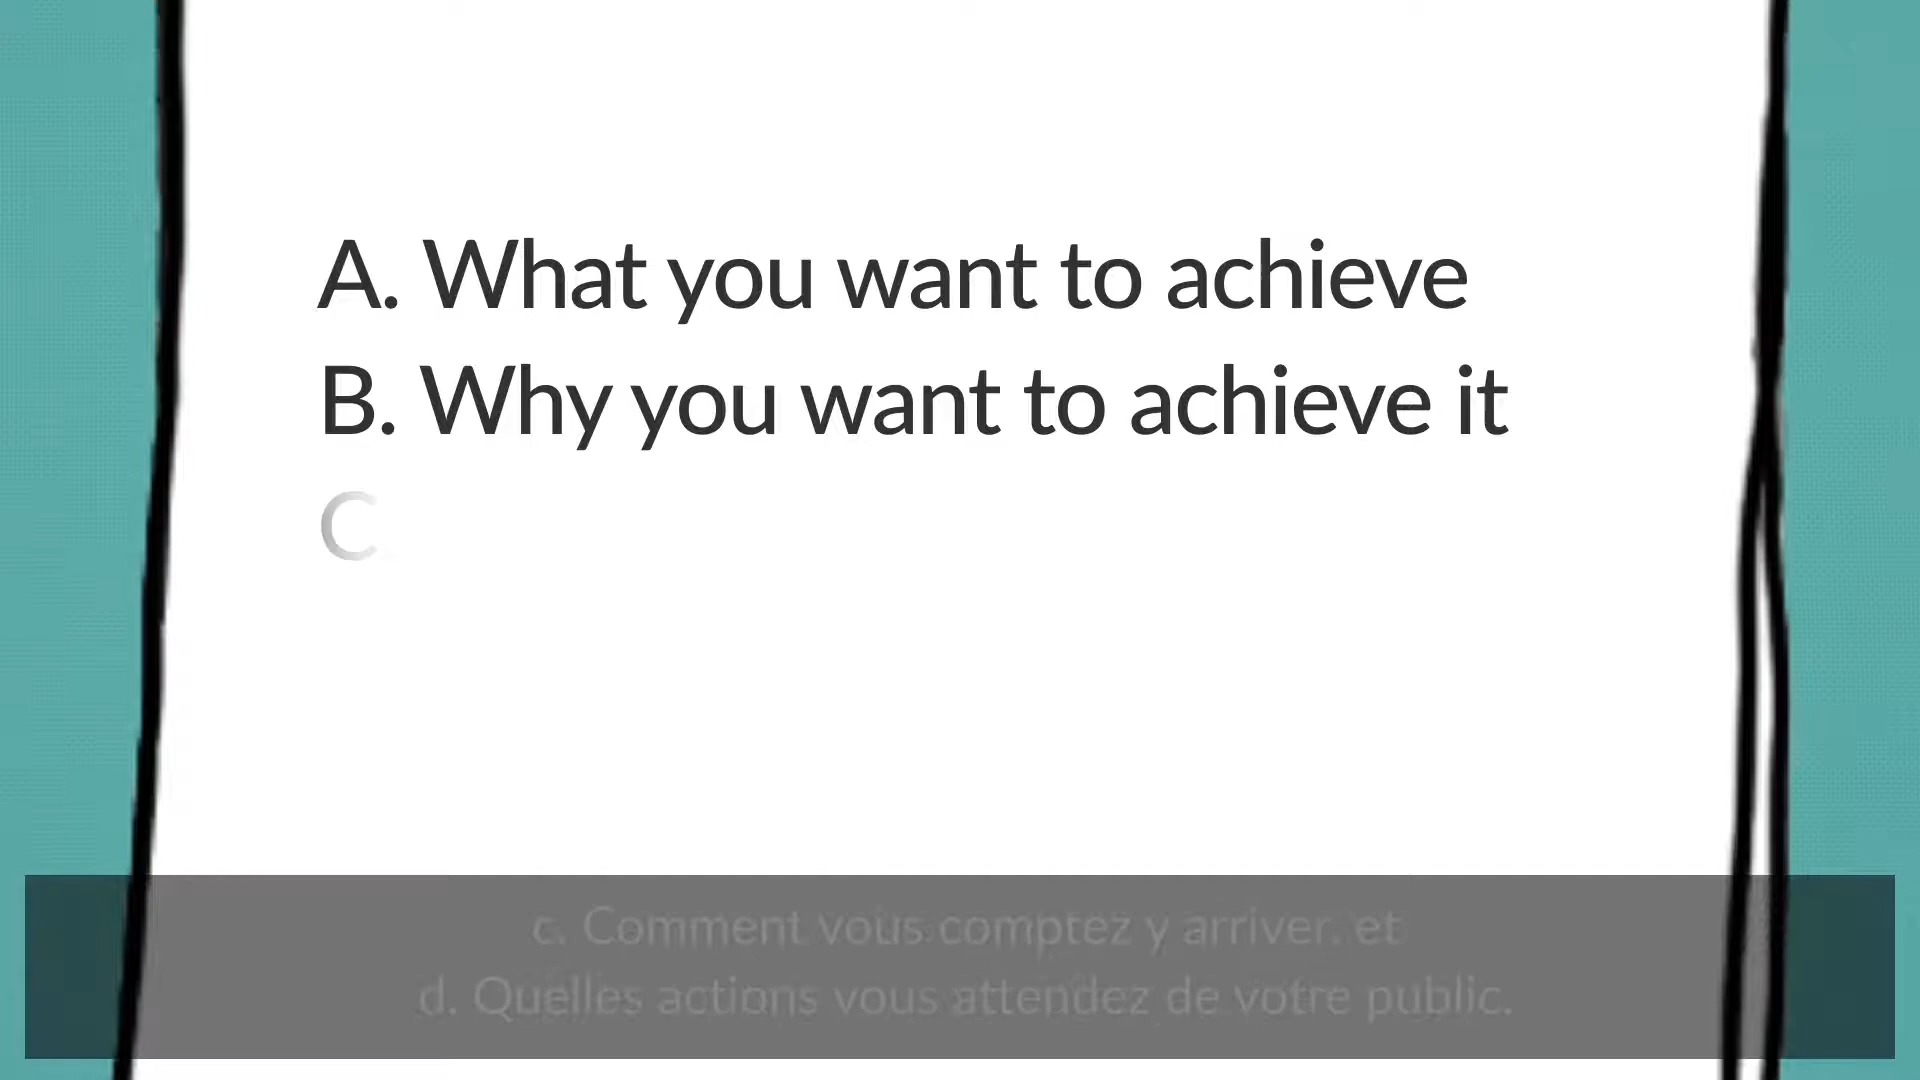 A. What you want to achieve
B. Why you want to achieve it
C
c. Comment vous comptez y arriver, et
d. Quelles actions vous attendez de votre public.